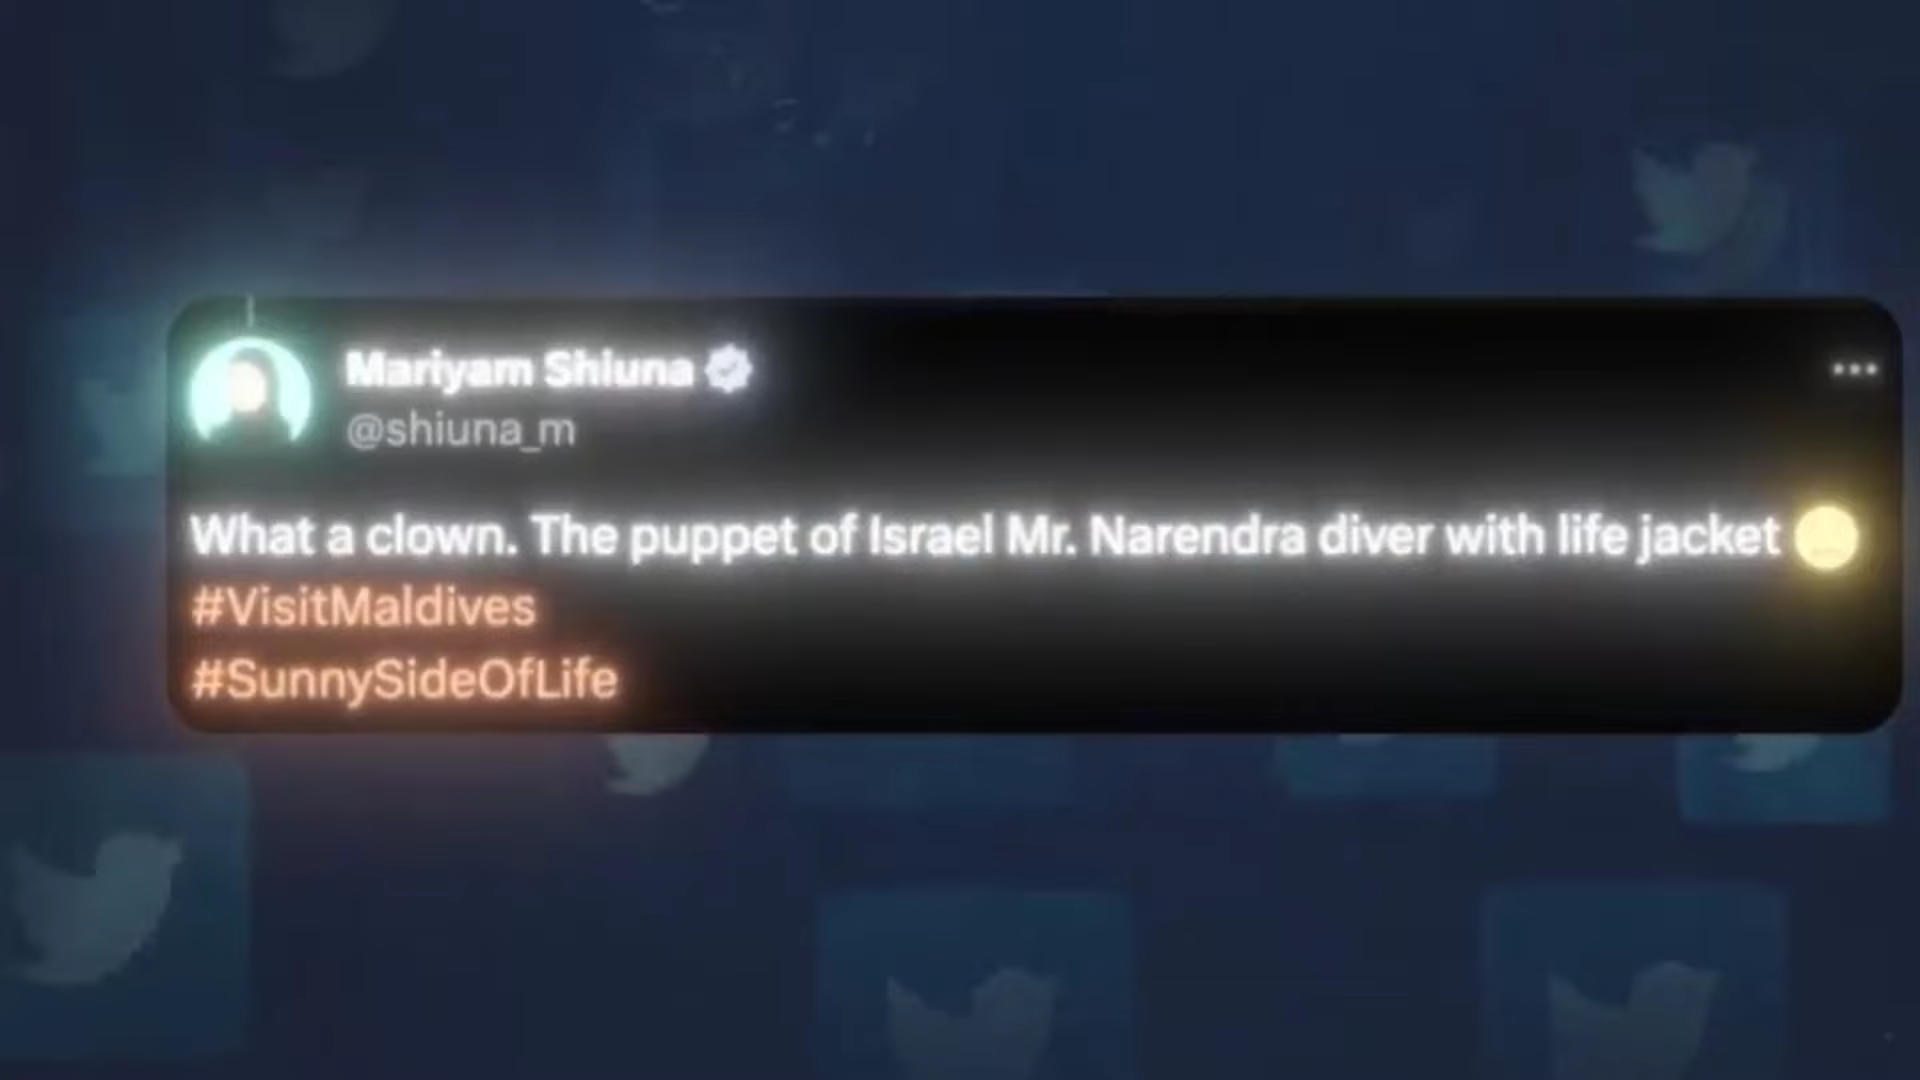 Mariyam Shiuna
@shiuna_m
What a clown. The puppet of Israel Mr. Narendra diver with life jacket
#VisitMaldives
#SunnySideOfLife